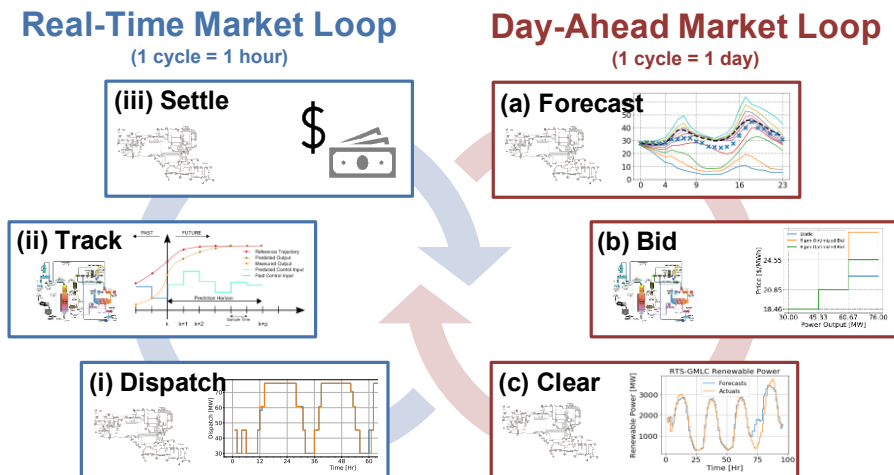 Real-Time Market Loop
(1 cycle = 1 hour)
Day-Ahead Market Loop
(1 cycle = 1 day)
(iii) Settle
$
(a) Forecast
50
40
30
20
10
0
0 4 8 12 16 20 23
(ii) Track
PAST FUTURE
Reference Trajectory
Predicted Output
Measured Output
Predicted Control Input
Past Control Input
Prediction Horizon
Sample Time
k k+1 k+2 ... k+p
(b) Bid
Static
Price [$/MWh]
24.55
20.85
18.46
30.00 45.33 60.67 76.00
Power Output [MW]
(i) Dispatch
Dispatch [MW]
70
60
50
40
30
0 12 24 36 48 60
Time [Hr]
(c) Clear
RTS-GMLC Renewable Power
Forecasts
Actuals
Renewable Power [MW]
3000
2000
1000
0 25 50 75 100
Time [Hr]